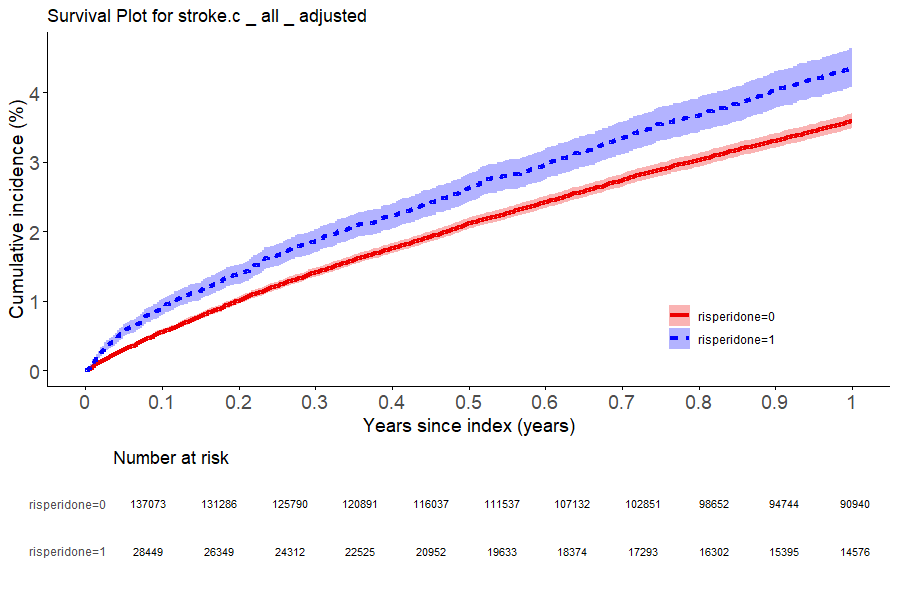 Survival Plot for stroke.c _ all _ adjusted
Cumulative incidence (%)
4
3
2
1
0
risperidone=0
risperidone=1
0 0.1 0.2 0.3 0.4 0.5 0.6 0.7 0.8 0.9 1
Years since index (years)
Number at risk
risperidone=0 137073 131286 125790 120891 116037 111537 107132 102851 98652 94744 90940
risperidone=1 28449 26349 24312 22525 20952 19633 18374 17293 16302 15395 14576